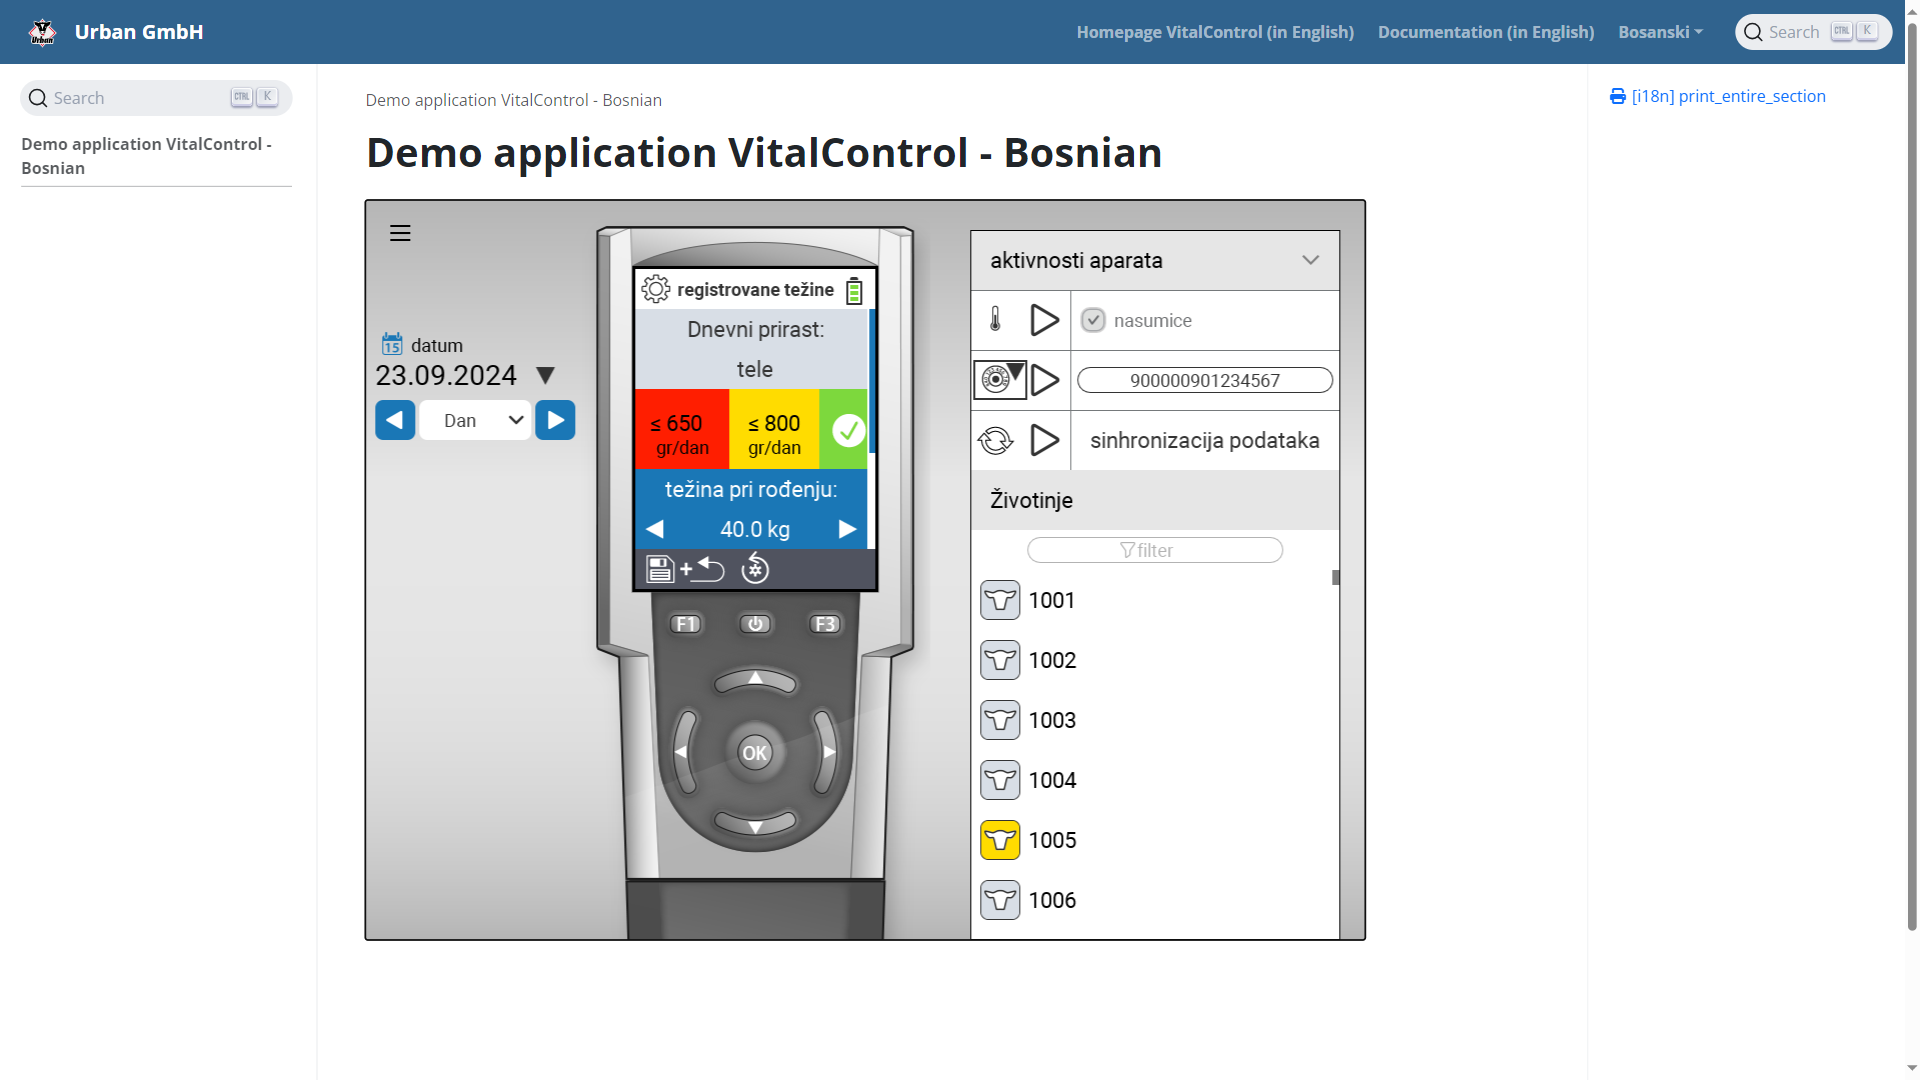 Urban GmbH
Homepage VitalControl (in English)
Documentation (in English)
Bosanski
Search CTRL K
Search CTRL K
Demo application VitalControl -
Bosnian
Demo application VitalControl - Bosnian
Demo application VitalControl - Bosnian
[i18n] print_entire_section
15 datum
23.09.2024
Dan
registrovane težine
Dnevni prirast:
tele
≤ 650
gr/dan
≤ 800
gr/dan
težina pri rođenju:
40.0 kg
F1
F3
OK
aktivnosti aparata
nasumice
900000901234567
sinhronizacija podataka
Životinje
filter
1001
1002
1003
1004
1005
1006